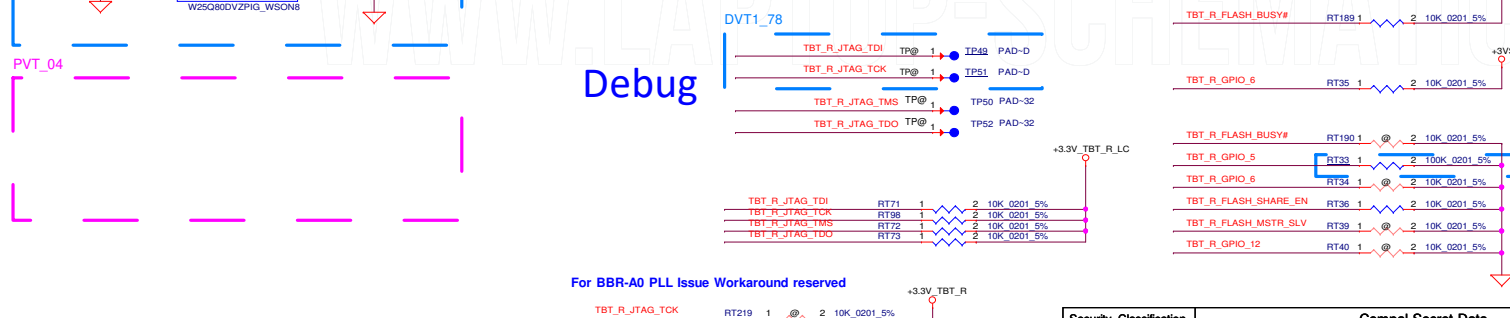 W25Q80DVZPIG_WSON8
PVT_04
Debug
DVT1_78
TBT_R_JTAG_TDI TP@ 1 TP49 PAD~D
TBT_R_JTAG_TCK TP@ 1 TP51 PAD~D
TBT_R_JTAG_TMS TP@ 1 TP50 PAD~32
TBT_R_JTAG_TDO TP@ 1 TP52 PAD~32
+3.3V_TBT_R_LC
TBT_R_JTAG_TDI RT71 1 2 10K_0201_5%
TBT_R_JTAG_TCK RT98 1 2 10K_0201_5%
TBT_R_JTAG_TMS RT72 1 2 10K_0201_5%
TBT_R_JTAG_TDO RT73 1 2 10K_0201_5%
For BBR-A0 PLL Issue Workaround reserved
+3.3V_TBT_R
TBT_R_JTAG_TCK RT219 1 @ 2 10K_0201_5%
TBT_R_FLASH_BUSY# RT189 1 2 10K_0201_5%
TBT_R_GPIO_6 RT35 1 2 10K_0201_5%
TBT_R_FLASH_BUSY# RT190 1 @ 2 10K_0201_5%
TBT_R_GPIO_5 RT33 1 2 100K_0201_5%
TBT_R_GPIO_6 RT34 1 @ 2 10K_0201_5%
TBT_R_FLASH_SHARE_EN RT36 1 2 10K_0201_5%
TBT_R_FLASH_MSTR_SLV RT39 1 @ 2 10K_0201_5%
TBT_R_GPIO_12 RT40 1 @ 2 10K_0201_5%
Security Classification Compal Secret Data